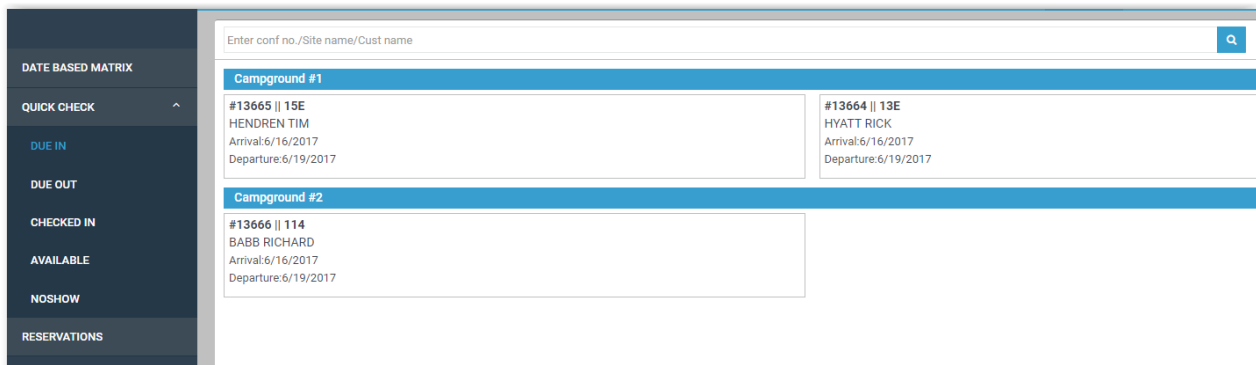 DATE BASED MATRIX
QUICK CHECK
DUE IN
DUE OUT
CHECKED IN
AVAILABLE
NOSHOW
RESERVATIONS
Enter conf no./Site name/Cust name
Campground #1
#13665 || 15E
HENDREN TIM
Arrival:6/16/2017
Departure:6/19/2017
#13664 || 13E
HYATT RICK
Arrival:6/16/2017
Departure:6/19/2017
Campground #2
#13666 || 114
BABB RICHARD
Arrival:6/16/2017
Departure:6/19/2017